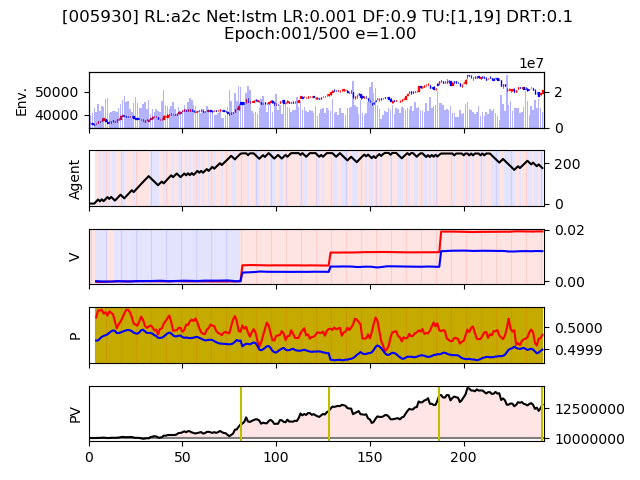 [005930] RL:a2c Net:lstm LR:0.001 DF:0.9 TU:[1,19] DRT:0.1
Epoch:001/500 e=1.00
1e7
Env.
50000
40000
2
0
Agent
200
0
V
0.02
0.00
P
0.5000
0.4999
PV
12500000
10000000
0 50 100 150 200